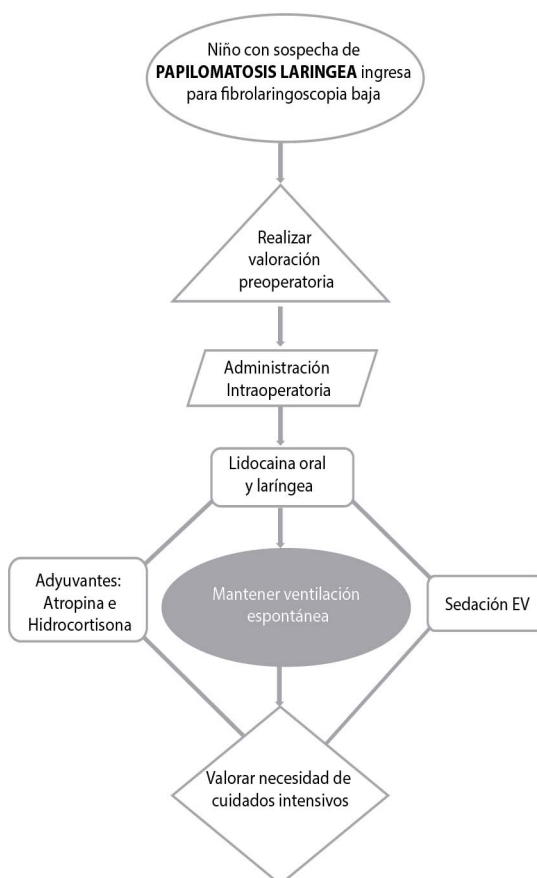 Niño con sospecha de
PAPILOMATOSIS LARINGEA ingresa
para fibrolaringoscopia baja
Realizar
valoración
preoperatoria
Administración
Intraoperatoria
Lidocaina oral
y laríngea
Adyuvantes:
Atropina e
Hidrocortisona
Mantener ventilación
espontánea
Sedación EV
Valorar necesidad de
cuidados intensivos